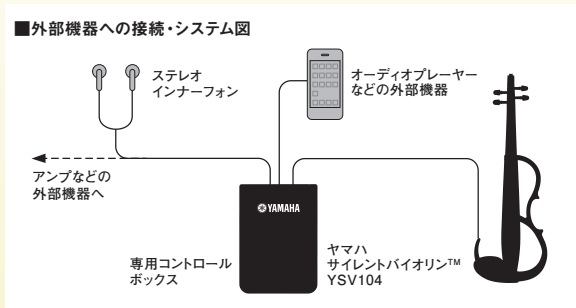 ■外部機器への接続・システム図
ステレオ
インナーフォン
オーディオプレーヤー
などの外部機器
アンプなどの
外部機器へ
YAMAHA
専用コントロール
ボックス
ヤマハ
サイレントバイオリン™
YSV104